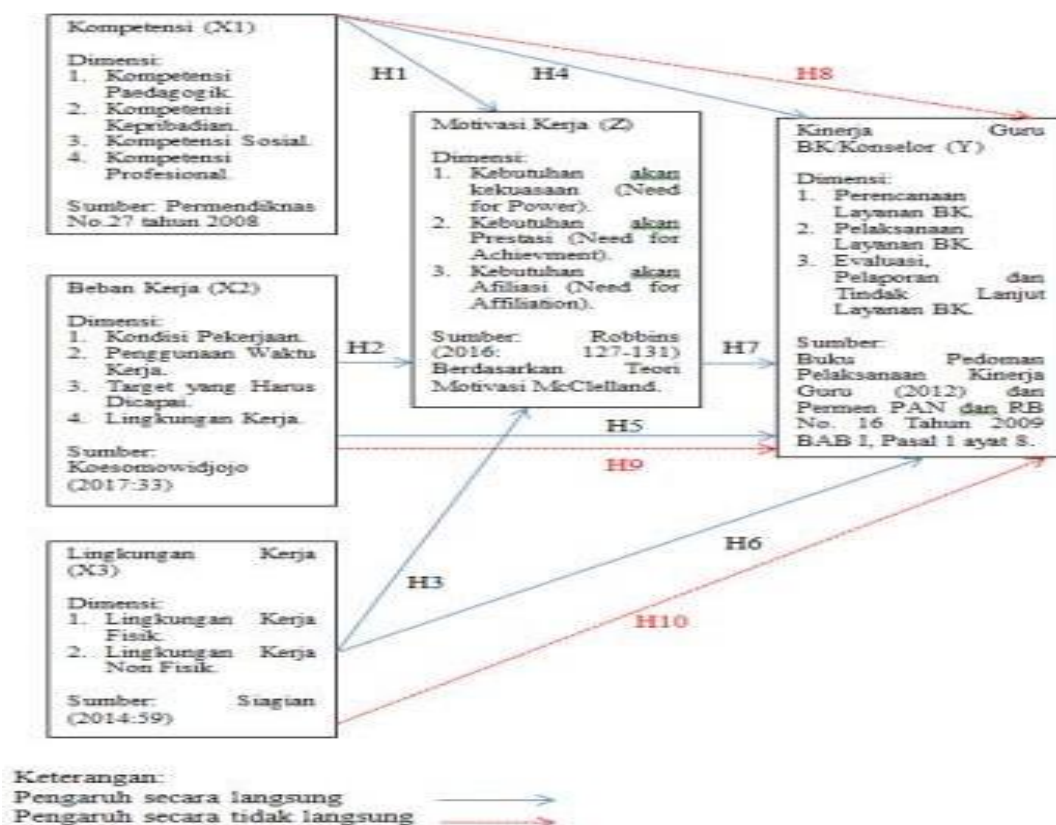 Kompetensi (X1)
Dimensi:
1. Kompetensi
Paedagogik.
2. Kompetensi
Kepribadian.
3. Kompetensi Sosial.
4. Kompetensi
Profesional.
Sumber: Permendiknas
No.27 tahun 2008
Beban Kerja (X2)
Dimensi:
1. Kondisi Pekerjaan.
2. Penggunaan Waktu
Kerja.
3. Target yang Harus
Dicapai.
4. Lingkungan Kerja.
Sumber:
Koesomowidjojo
(2017:33)
Lingkungan Kerja
(X3)
Dimensi:
1. Lingkungan Kerja
Fisik.
2. Lingkungan Kerja
Non Fisik.
Sumber: Siagian
(2014:59)
H1
H4
H8
H2
H7
H5
H9
H3
H6
H10
Motivasi Kerja (Z)
Dimensi:
1. Kebutuhan akan
kekuasaan (Need
for Power).
2. Kebutuhan akan
Prestasi (Need for
Achievment).
3. Kebutuhan akan
Afiliasi (Need for
Affiliation).
Sumber: Robbins
(2016: 127-131)
Berdasarkan Teori
Motivasi McClelland.
Kinerja Guru
BK/Konselor (Y)
Dimensi:
1. Perencanaan
Layanan BK.
2. Pelaksanaan
Layanan BK.
3. Evaluasi,
Pelaporan dan
Tindak Lanjut
Layanan BK.
Sumber:
Buku Pedoman
Pelaksanaan Kinerja
Guru (2012) dan
Permen PAN dan RB
No. 16 Tahun 2009
BAB I, Pasal 1 ayat 8.
Keterangan:
Pengaruh secara langsung
Pengaruh secara tidak langsung